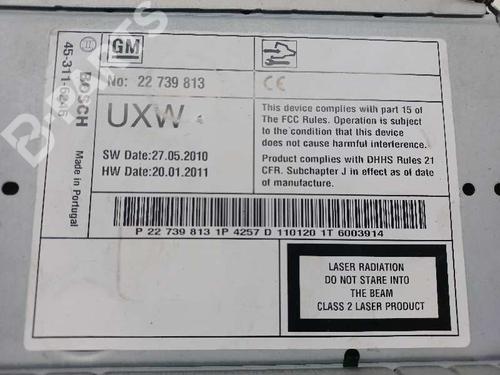 GM
No: 22 739 813
CE
UXW
SW Date:27.05.2010
HW Date:20.01.2011
This device complies with part 15 of
The FCC Rules. Operation is subject
to the condition that this device
does not cause harmful interference.
Product complies with DHHS Rules 21
CFR. Subchapter J in effect as of date
of manufacture.
P 22 739 813 1P 4257 D 110120 1T 6003914
LASER RADIATION
DO NOT STARE INTO
THE BEAM
CLASS 2 LASER PRODUCT
BOSCH
Made in Portugal